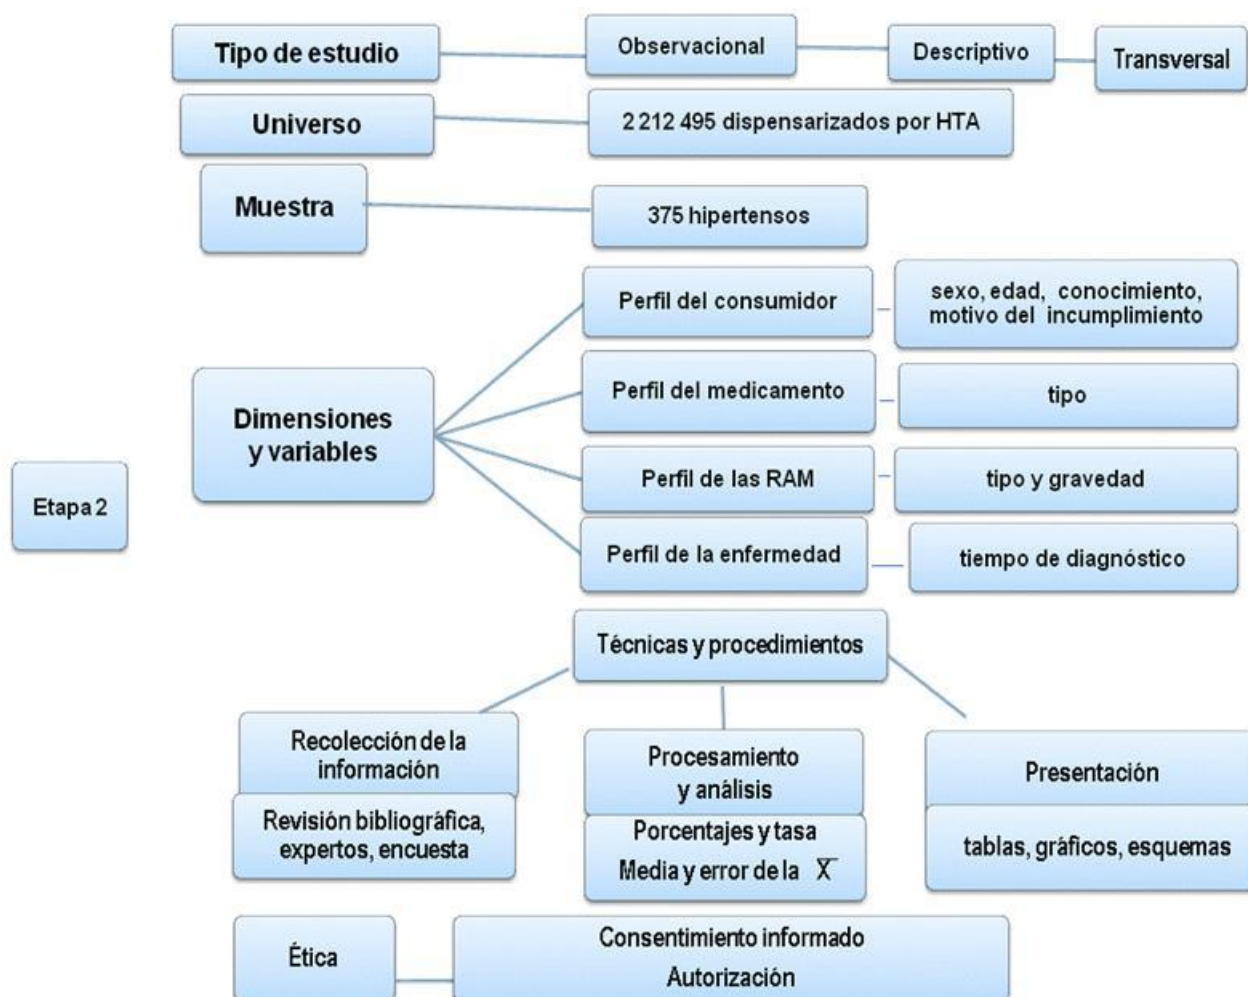 Tipo de estudio
Observacional
Descriptivo
Transversal
Universo
2 212 495 dispensarizados por HTA
Muestra
375 hipertensos
Dimensiones
y variables
Perfil del consumidor
sexo, edad, conocimiento,
motivo del incumplimiento
Perfil del medicamento
tipo
Perfil de las RAM
tipo y gravedad
Perfil de la enfermedad
tiempo de diagnóstico
Etapa 2
Técnicas y procedimientos
Recolección de la
información
Revisión bibliográfica,
expertos, encuesta
Procesamiento
y análisis
Porcentajes y tasa
Media y error de la X̅
Presentación
tablas, gráficos, esquemas
Ética
Consentimiento informado
Autorización